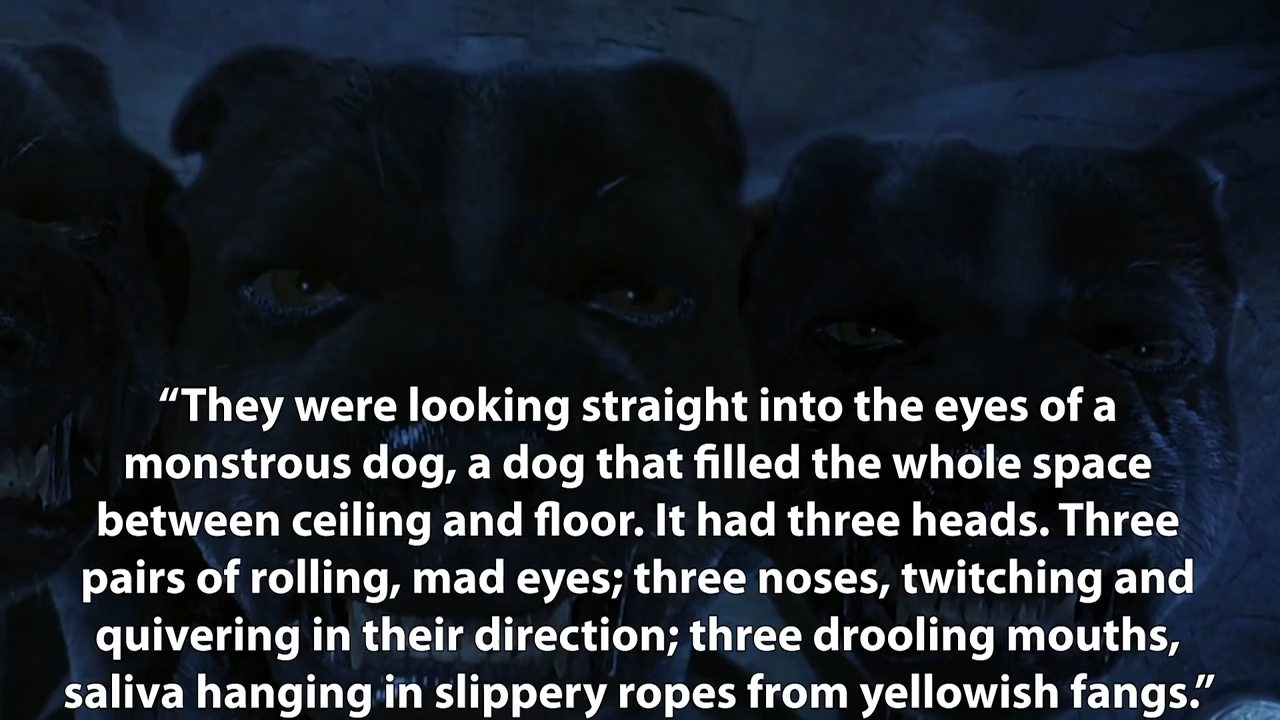 “They were looking straight into the eyes of a
monstrous dog, a dog that filled the whole space
between ceiling and floor. It had three heads. Three
pairs of rolling, mad eyes; three noses, twitching and
quivering in their direction; three drooling mouths,
saliva hanging in slippery ropes from yellowish fangs.”